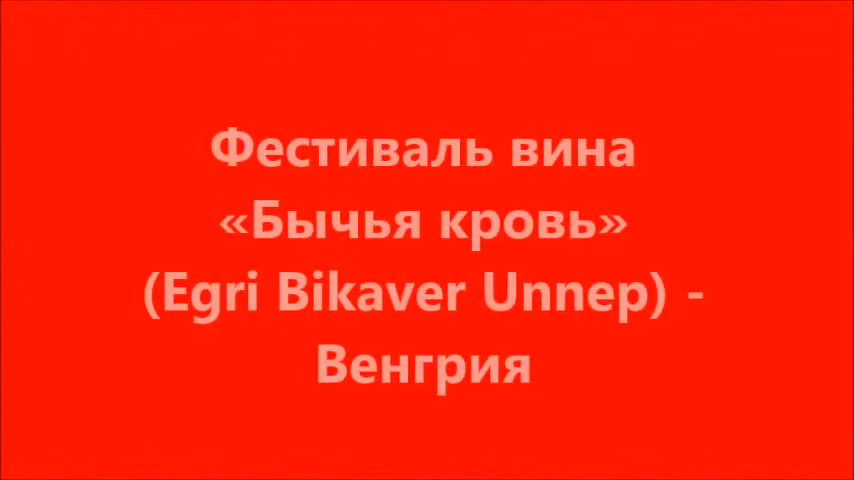 Фестиваль вина
«Бычья кровь»
(Egri Bikaver Unnep) -
Венгрия